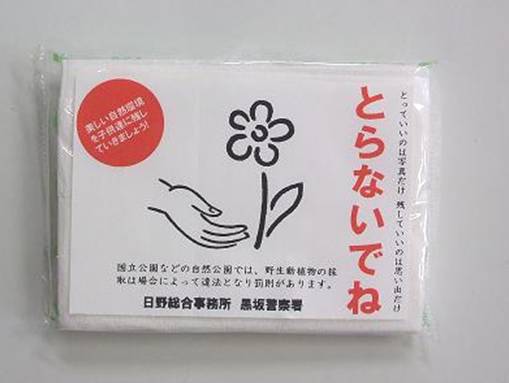 とっていいのは写真だけ 残していいのは思い出だけ
とらないでね
美しい自然環境
を子供達に残し
ていきましょう!
国立公園などの自然公園では、野生動植物の採
取は場合によって違法となり罰則があります。
日野総合事務所 黒坂警察署